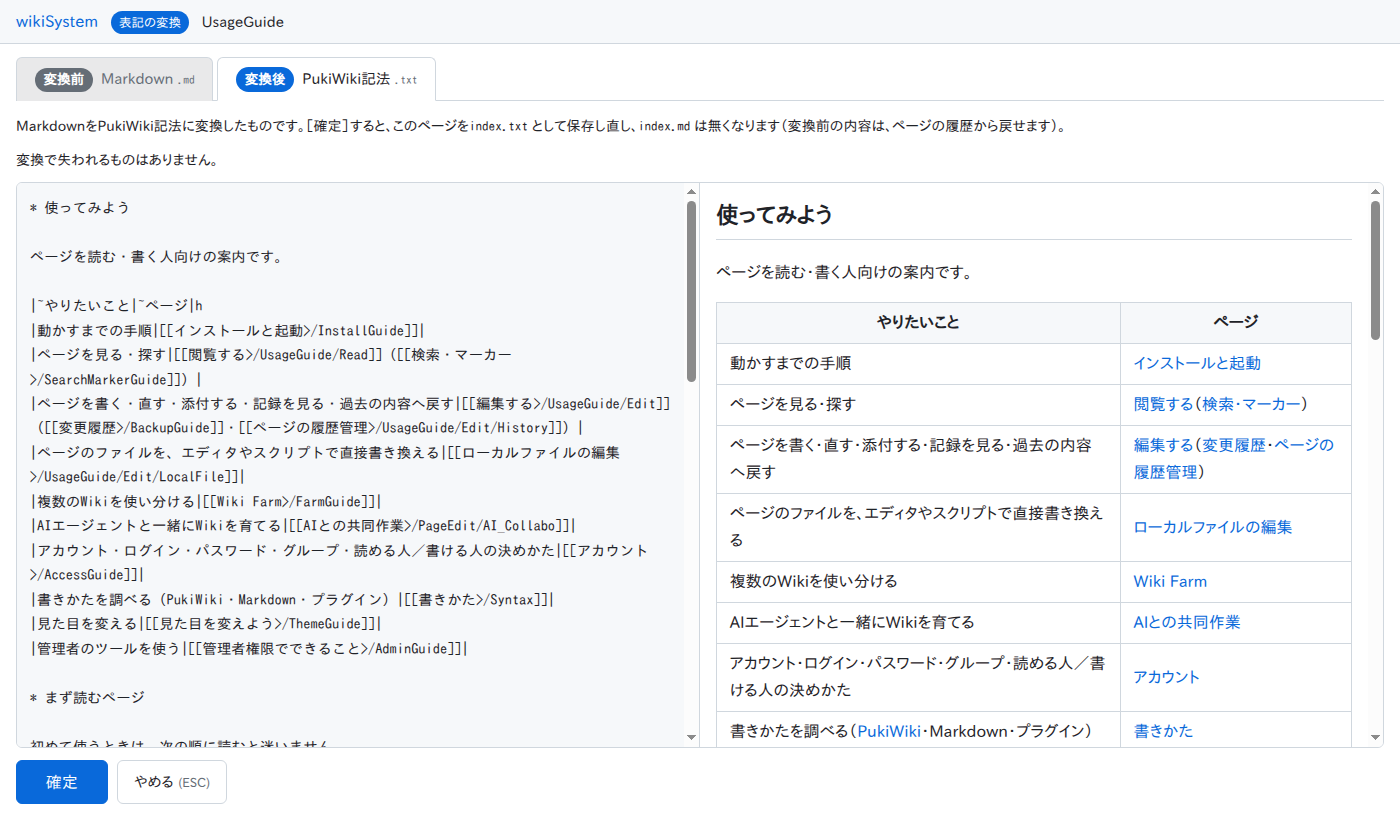 wikiSystem 表記の変換 UsageGuide
変換前 Markdown .md 変換後 PukiWiki記法 .txt
MarkdownをPukiWiki記法に変換したものです。［確定］すると、このページをindex.txt として保存し直し、index.md は無くなります（変換前の内容は、ページの履歴から戻せます）。
変換で失われるものはありません。
* 使ってみよう
ページを読む・書く人向けの案内です。
|~やりたいこと|~ページ|h
|動かすまでの手順|[[インストールと起動>/InstallGuide]]|
|ページを見る・探す|[[閲覧する>/UsageGuide/Read]]（[[検索・マーカー
>/SearchMarkerGuide]]）|
|ページを書く・直す・添付する・記録を見る・過去の内容へ戻す|[[編集する>/UsageGuide/Edit]]
（[[変更履歴>/BackupGuide]]・[[ページの履歴管理>/UsageGuide/Edit/History]]）|
|ページのファイルを、エディタやスクリプトで直接書き換える|[[ローカルファイルの編集
>/UsageGuide/Edit/LocalFile]]|
|複数のWikiを使い分ける|[[Wiki Farm>/FarmGuide]]|
|AIエージェントと一緒にWikiを育てる|[[AIとの共同作業>/PageEdit/AI_Collabo]]|
|アカウント・ログイン・パスワード・グループ・読める人／書ける人の決めかた|[[アカウント
>/AccessGuide]]|
|書きかたを調べる（PukiWiki・Markdown・プラグイン）|[[書きかた>/Syntax]]|
|見た目を変える|[[見た目を変えよう>/ThemeGuide]]|
|管理者のツールを使う|[[管理者権限でできること>/AdminGuide]]|
* まず読むページ
初めて使うときは、次の順に読むと迷いません
使ってみよう
ページを読む・書く人向けの案内です。
やりたいこと ページ
動かすまでの手順 インストールと起動
ページを見る・探す 閲覧する（検索・マーカー）
ページを書く・直す・添付する・記録を見る・過去の内容
へ戻す
編集する（変更履歴・ページの
履歴管理）
ページのファイルを、エディタやスクリプトで直接書き換え
る
ローカルファイルの編集
複数のWikiを使い分ける Wiki Farm
AIエージェントと一緒にWikiを育てる AIとの共同作業
アカウント・ログイン・パスワード・グループ・読める人／書
ける人の決めかた
アカウント
書きかたを調べる（PukiWiki・Markdown・プラグイン） 書きかた
確定 やめる (ESC)